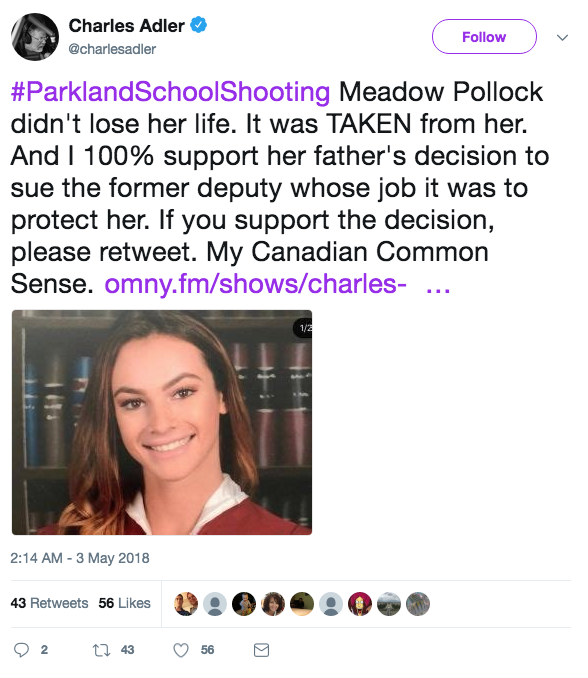 Charles Adler
@charlesadler
Follow
#ParklandSchoolShooting Meadow Pollock
didn't lose her life. It was TAKEN from her.
And I 100% support her father's decision to
sue the former deputy whose job it was to
protect her. If you support the decision,
please retweet. My Canadian Common
Sense. omny.fm/shows/charles- …
1/2
2:14 AM - 3 May 2018
43 Retweets 56 Likes
2 43 56